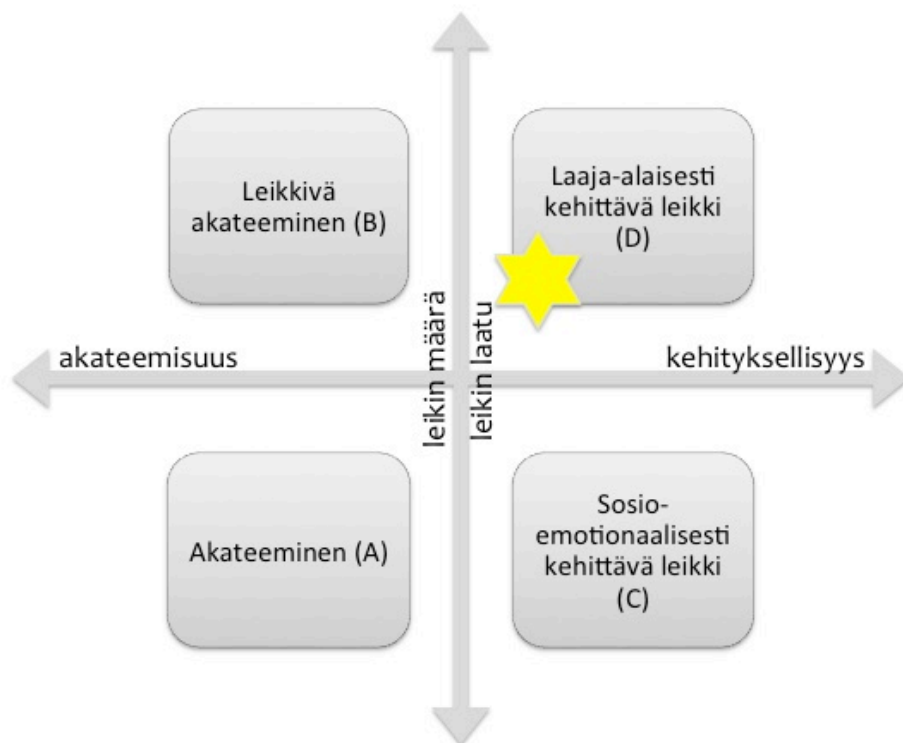 Leikkivä
akateeminen (B)
Laaja-alaisesti
kehittävä leikki
(D)
leikin määrä
leikin laatu
akateemisuus
kehityksellisyys
Akateeminen (A)
Sosio-
emotionaalisesti
kehittävä leikki
(C)